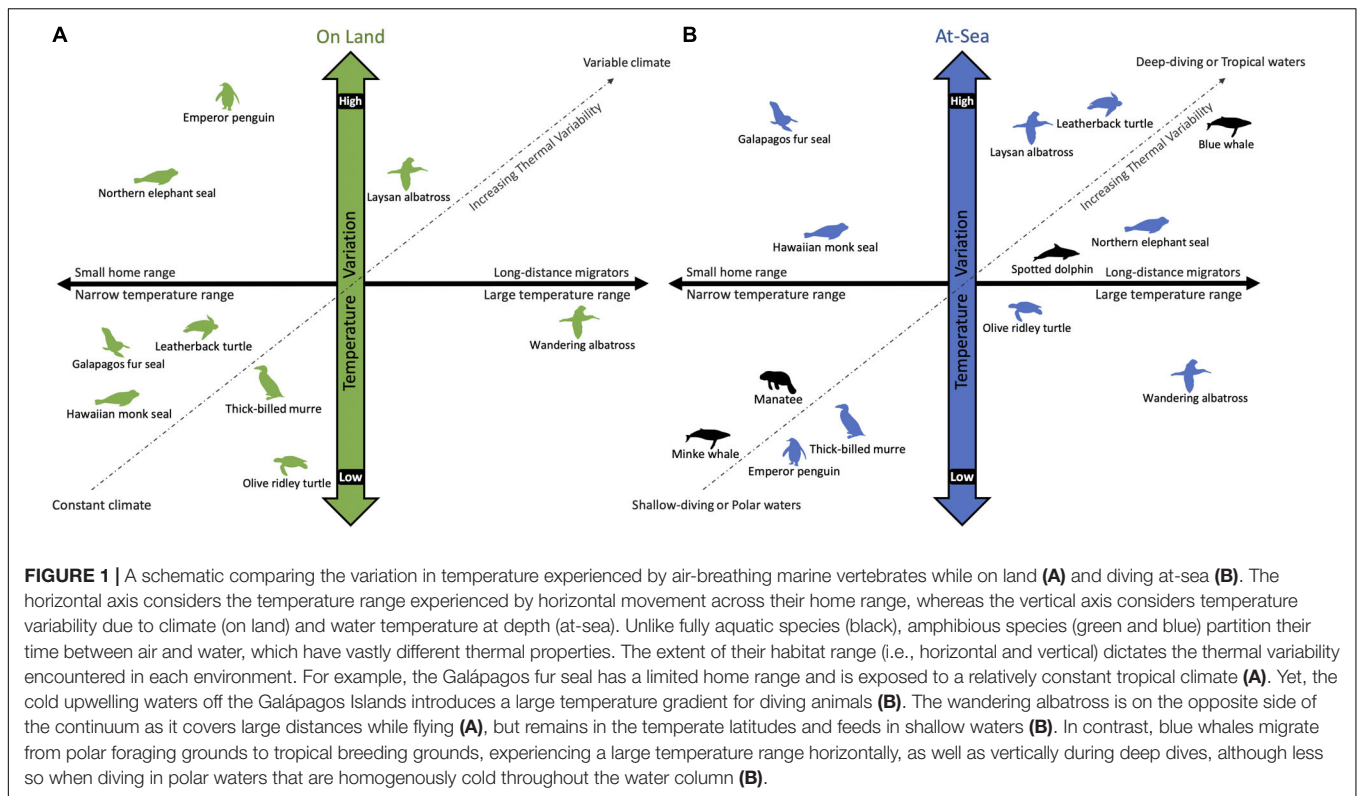 A
On Land
Variable climate
High
Emperor penguin
Northern elephant seal
Laysan albatross
Increasing Thermal Variability
Temperature Variation
Small home range
Long-distance migrators
Narrow temperature range
Large temperature range
Leatherback turtle
Galapagos fur seal
Wandering albatross
Hawaiian monk seal
Thick-billed murre
Olive ridley turtle
Low
Constant climate
B
At-Sea
Deep-diving or Tropical waters
High
Galapagos fur seal
Leatherback turtle
Laysan albatross
Blue whale
Increasing Thermal Variability
Temperature Variation
Hawaiian monk seal
Northern elephant seal
Spotted dolphin
Small home range
Long-distance migrators
Narrow temperature range
Large temperature range
Olive ridley turtle
Manatee
Wandering albatross
Minke whale
Thick-billed murre
Emperor penguin
Low
Shallow-diving or Polar waters
FIGURE 1 | A schematic comparing the variation in temperature experienced by air-breathing marine vertebrates while on land (A) and diving at-sea (B). The
horizontal axis considers the temperature range experienced by horizontal movement across their home range, whereas the vertical axis considers temperature
variability due to climate (on land) and water temperature at depth (at-sea). Unlike fully aquatic species (black), amphibious species (green and blue) partition their
time between air and water, which have vastly different thermal properties. The extent of their habitat range (i.e., horizontal and vertical) dictates the thermal variability
encountered in each environment. For example, the Galápagos fur seal has a limited home range and is exposed to a relatively constant tropical climate (A). Yet, the
cold upwelling waters off the Galápagos Islands introduces a large temperature gradient for diving animals (B). The wandering albatross is on the opposite side of
the continuum as it covers large distances while flying (A), but remains in the temperate latitudes and feeds in shallow waters (B). In contrast, blue whales migrate
from polar foraging grounds to tropical breeding grounds, experiencing a large temperature range horizontally, as well as vertically during deep dives, although less
so when diving in polar waters that are homogenously cold throughout the water column (B).